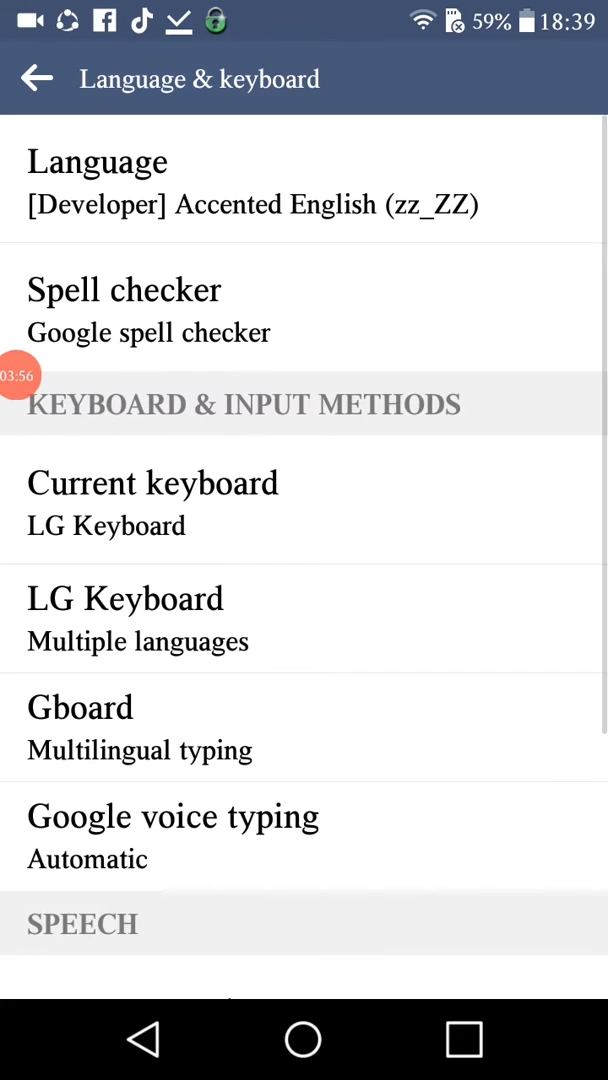 59% 18:39
Language & keyboard
Language
[Developer] Accented English (zz_ZZ)
Spell checker
Google spell checker
03:56
KEYBOARD & INPUT METHODS
Current keyboard
LG Keyboard
LG Keyboard
Multiple languages
Gboard
Multilingual typing
Google voice typing
Automatic
SPEECH